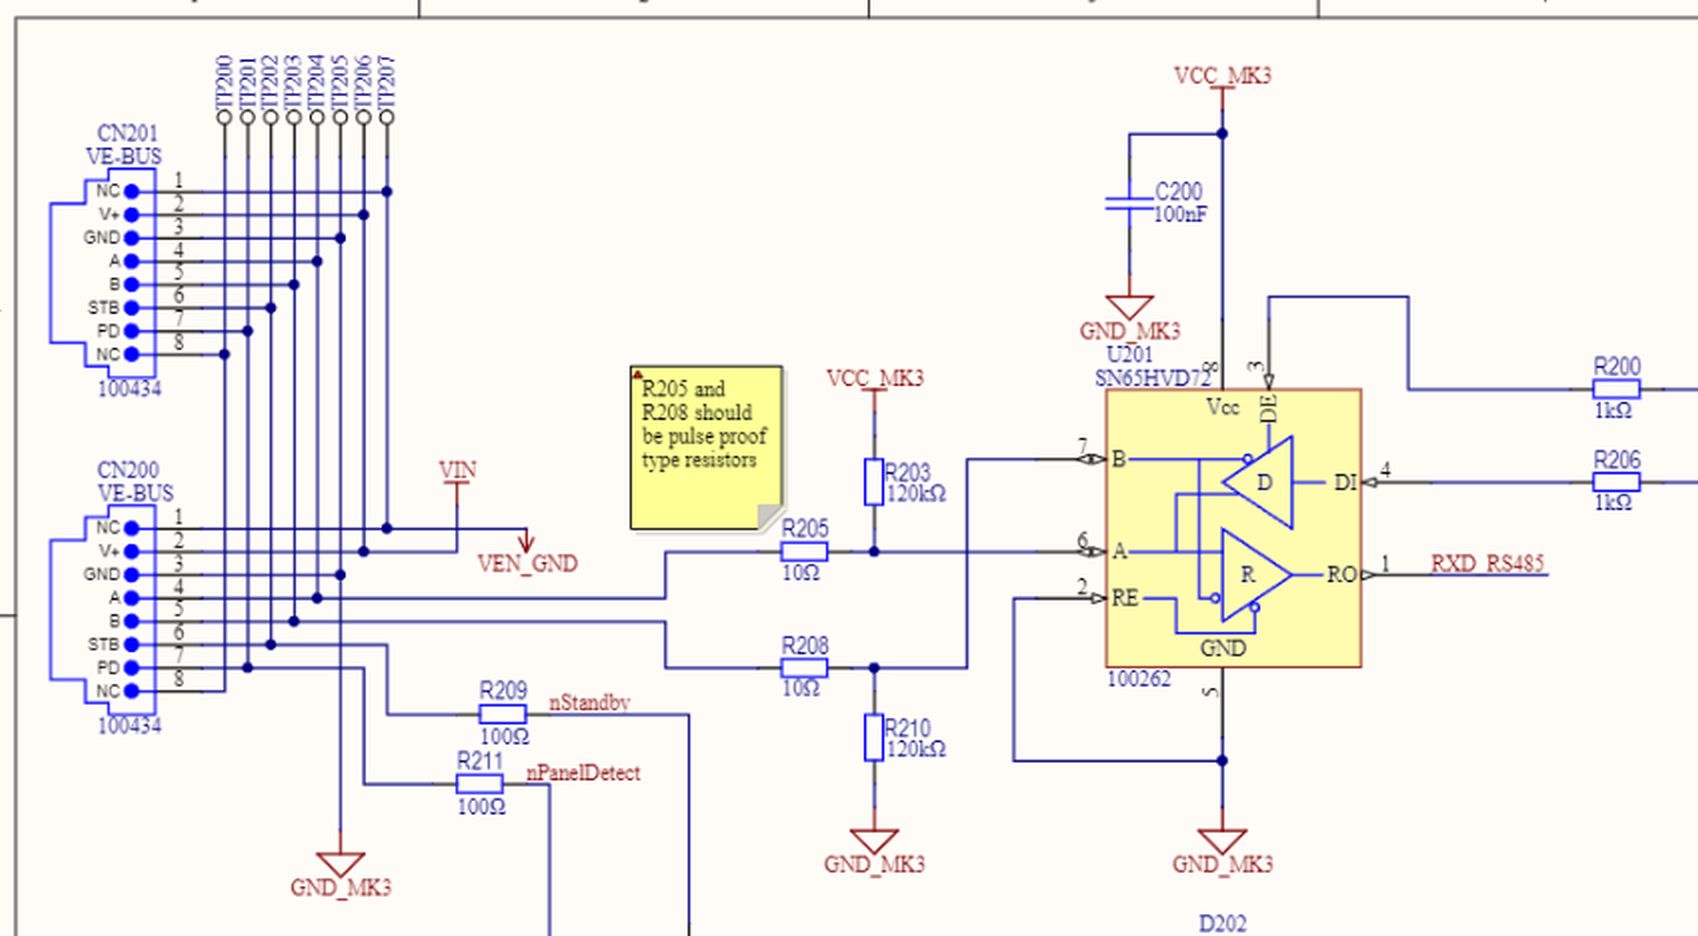 TP200
TP201
TP202
TP203
TP204
TP205
TP206
TP207
CN201
VE-BUS
NC 1
V+ 2
GND 3
A 4
B 5
STB 6
PD 7
NC 8
100434
CN200
VE-BUS
NC 1
V+ 2
GND 3
A 4
B 5
STB 6
PD 7
NC 8
100434
VIN
VEN_GND
R209
100Ω
nStandby
R211
100Ω
nPanelDetect
GND_MK3
R205 and
R208 should
be pulse proof
type resistors
VCC_MK3
R203
120kΩ
R205
10Ω
R208
10Ω
R210
120kΩ
GND_MK3
VCC_MK3
C200
100nF
GND_MK3
U201
SN65HVD72
8
3
Vcc
DE
7 B
6 A
2 RE
D
R
DI 4
RO 1
GND
5
100262
RXD_RS485
R200
1kΩ
R206
1kΩ
GND_MK3
D202